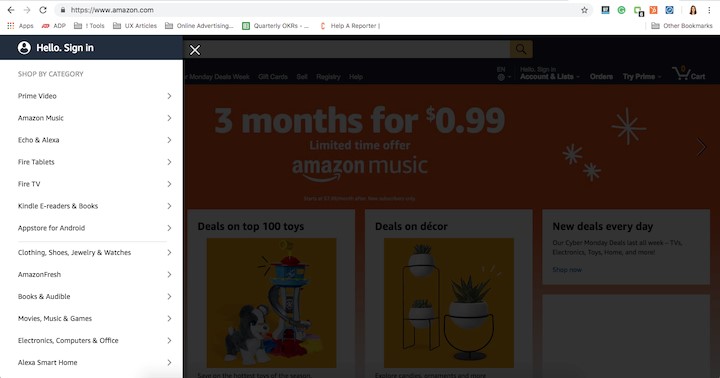 https://www.amazon.com
Apps
ADP
! Tools
UX Articles
Online Advertising...
Quarterly OKRs -...
Help A Reporter |
Other Bookmarks
Hello. Sign in
SHOP BY CATEGORY
Prime Video
Amazon Music
Echo & Alexa
Fire Tablets
Fire TV
Kindle E-readers & Books
Appstore for Android
Clothing, Shoes, Jewelry & Watches
AmazonFresh
Books & Audible
Movies, Music & Games
Electronics, Computers & Office
Alexa Smart Home
r Monday Deals Week Gift Cards Sell Registry Help
EN
Hello. Sign in
Account & Lists
Orders
Try Prime
0
Cart
3 months for $0.99
Limited time offer
amazon music
Deals on top 100 toys
Save on the hottest toys of the season
Deals on décor
Explore candles, ornaments and more
New deals every day
Our Cyber Monday Deals last all week – TVs,
Electronics, Toys, Home, and more!
Shop now